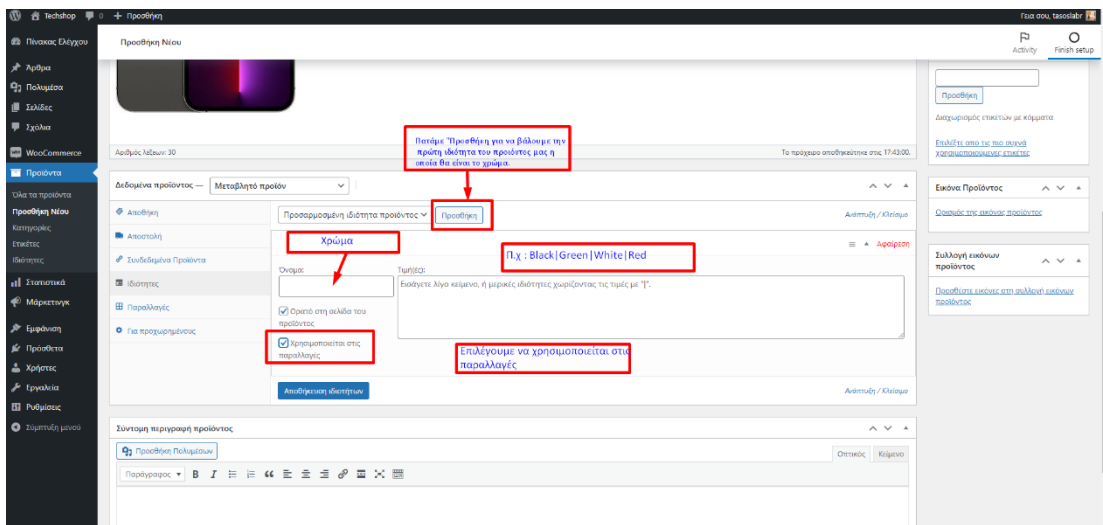 Techshop
0
Προσθήκη
Γεια σου, tasoslabr
Πίνακας Ελέγχου
Άρθρα
Πολυμέσα
Σελίδες
Σχόλια
WooCommerce
Προϊόντα
Όλα τα προϊόντα
Προσθήκη Νέου
Κατηγορίες
Ετικέτες
Ιδιότητες
Στατιστικά
Μάρκετινγκ
Εμφάνιση
Πρόσθετα
Χρήστες
Εργαλεία
Ρυθμίσεις
Σύμπτυξη μενού
Προσθήκη Νέου
Activity
Finish setup
Πατάμε "Προσθήκη για να βάλουμε την
πρώτη ιδιότητα του προιόντος μας η
οποία θα είναι το χρώμα.
Αριθμός λέξεων: 30
Το πρόχειρο αποθηκεύτηκε στις 17:43:00.
Δεδομένα προϊόντος —
Μεταβλητό προϊόν
Αποθήκη
Αποστολή
Συνδεδεμένα Προϊόντα
Ιδιότητες
Παραλλαγές
Για προχωρημένους
Προσαρμοσμένη ιδιότητα προϊόντος
Προσθήκη
Ανάπτυξη / Κλείσιμο
Χρώμα
Αφαίρεση
Π.χ : Black|Green|White|Red
Όνομα:
Τιμή(ές):
Εισάγετε λίγο κείμενο, ή μερικές ιδιότητες χωρίζοντας τις τιμές με "|".
Ορατό στη σελίδα του
προϊόντος
Χρησιμοποιείται στις
παραλλαγές
Επιλέγουμε να χρησιμοποιείται στις
παραλλαγές
Αποθήκευση ιδιοτήτων
Ανάπτυξη / Κλείσιμο
Σύντομη περιγραφή προϊόντος
Προσθήκη Πολυμέσων
Οπτικός
Κείμενο
Παράγραφος
B I
Προσθήκη
Διαχωρισμός ετικετών με κόμματα
Επιλέξτε απο τις πιο συχνά
χρησιμοποιούμενες ετικέτες
Εικόνα Προϊόντος
Ορισμός της εικόνας προϊόντος
Συλλογή εικόνων
προϊόντος
Προσθέστε εικόνες στη συλλογή εικόνων
προϊόντος